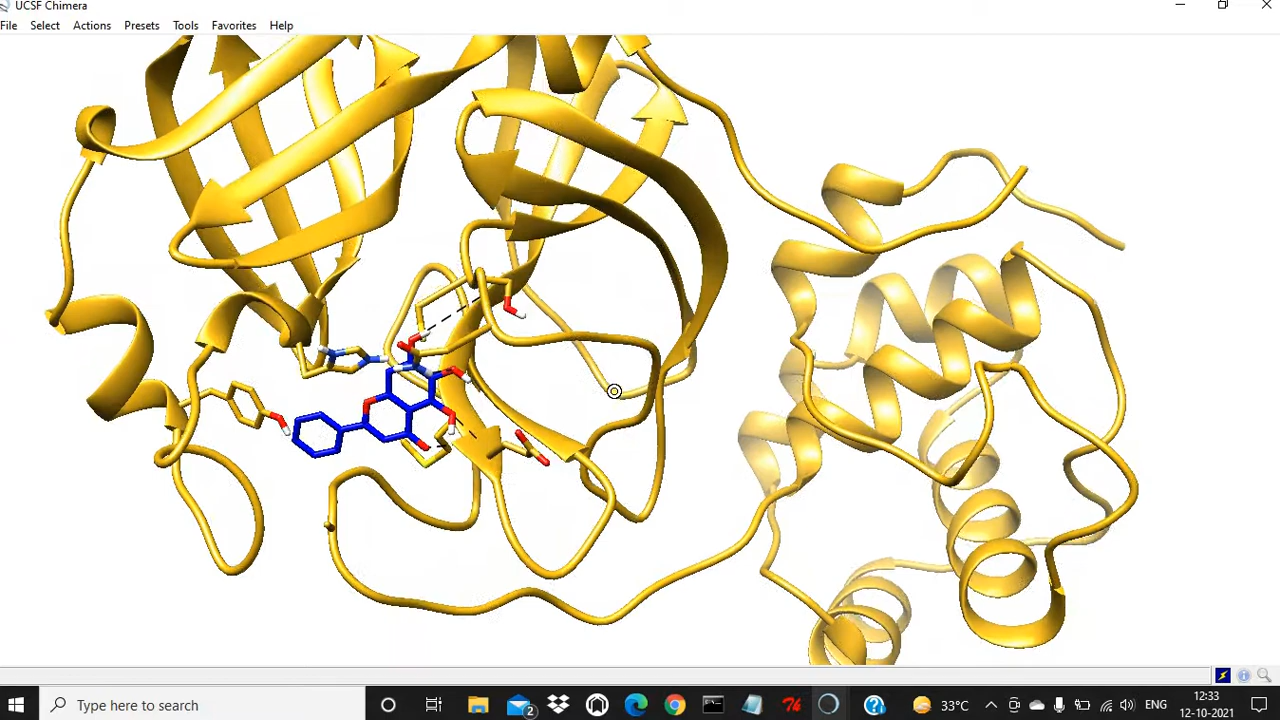 UCSF Chimera
File Select Actions Presets Tools Favorites Help
Type here to search
2
33°C
ENG
12:33
12-10-2021